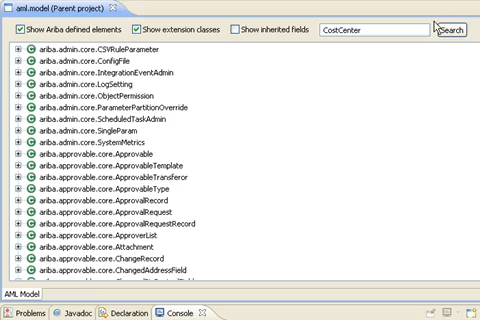 aml.model (Parent project)
Show Ariba defined elements Show extension classes Show inherited fields CostCenter Search
ariba.admin.core.CSVRuleParameter
ariba.admin.core.ConfigFile
ariba.admin.core.IntegrationEventAdmin
ariba.admin.core.LogSetting
ariba.admin.core.ObjectPermission
ariba.admin.core.ParameterPartitionOverride
ariba.admin.core.ScheduledTaskAdmin
ariba.admin.core.SingleParam
ariba.admin.core.SystemMetrics
ariba.approvable.core.Approvable
ariba.approvable.core.ApprovableTemplate
ariba.approvable.core.ApprovableTransferor
ariba.approvable.core.ApprovableType
ariba.approvable.core.ApprovalRecord
ariba.approvable.core.ApprovalRequest
ariba.approvable.core.ApprovalRequestRecord
ariba.approvable.core.ApproverList
ariba.approvable.core.Attachment
ariba.approvable.core.ChangeRecord
ariba.approvable.core.ChangedAddressField
AML Model
Problems Javadoc Declaration Console